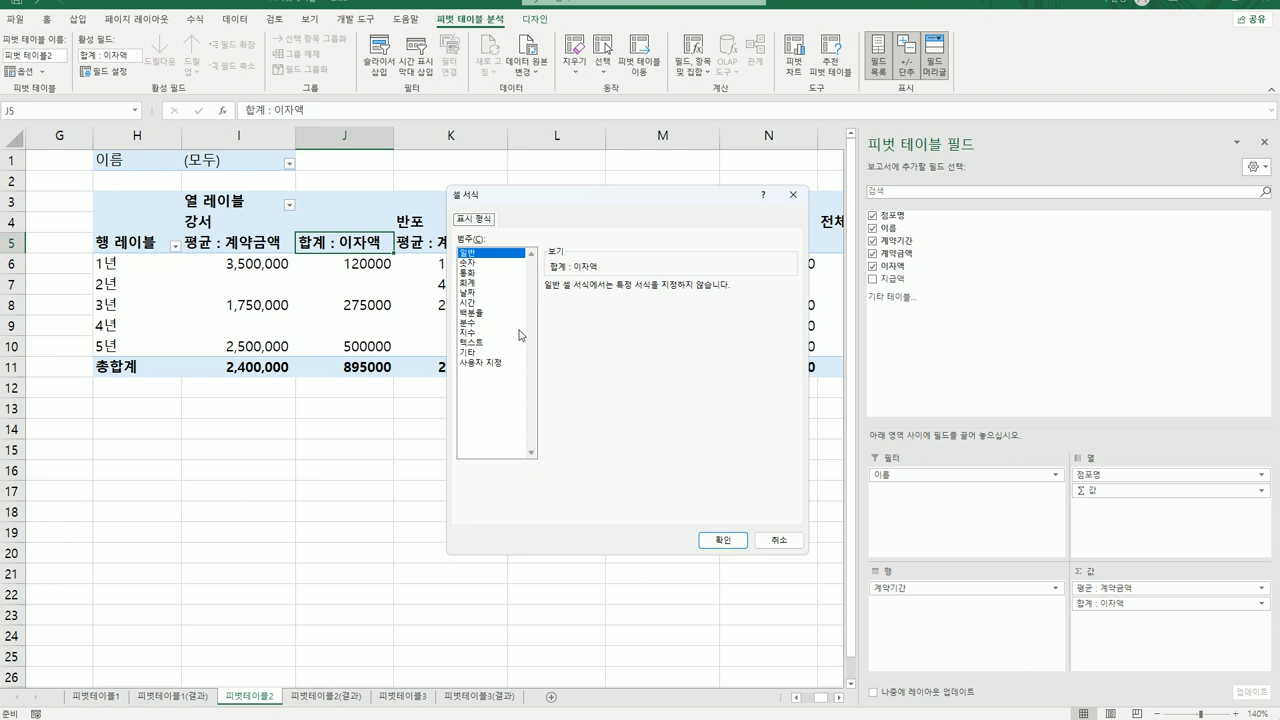 파일 홈 삽입 페이지 레이아웃 수식 데이터 검토 보기 개발 도구 도움말 피벗 테이블 분석 디자인 공유
피벗 테이블 이름: 활성 필드:
피벗 테이블2 합계 : 이자액 드릴다운 드릴업 필드 확장 필드 축소
옵션 필드 설정
선택 항목 그룹화
그룹 해제
필드 그룹화
슬라이서 삽입 시간 표시 막대 삽입 필터 연결 새로 고침 데이터 원본 변경 지우기 선택 피벗 테이블 이동 필드, 항목 및 집합 OLAP 도구 관계 피벗 차트 추천 피벗 테이블 필드 목록 +/- 단추 필드 머리글
피벗 테이블 활성 필드 그룹 필터 데이터 동작 계산 도구 표시
J5 fx 합계 : 이자액
G H I J K L M N
1 이름 (모두)
2
3 열 레이블
4 강서 반포 전체
5 행 레이블 평균 : 계약금액 합계 : 이자액 평균 : 계
6 1년 3,500,000 120000 1 0
7 2년 4
8 3년 1,750,000 275000 2 0
9 4년 0
10 5년 2,500,000 500000 0
11 총합계 2,400,000 895000 2 0
12
13
14
15
16
17
18
19
20
21
22
23
24
25
26
셀 서식 ? ×
표시 형식
범주(C):
일반
숫자
통화
회계
날짜
시간
백분율
분수
지수
텍스트
기타
사용자 지정
보기
합계 : 이자액
일반 셀 서식에서는 특정 서식을 지정하지 않습니다.
확인 취소
피벗 테이블 필드
보고서에 추가할 필드 선택:
검색
점포명
이름
계약기간
계약금액
이자액
지급액
기타 테이블...
아래 영역 사이에 필드를 끌어 놓으십시오.
필터 열
이름 점포명
Σ 값
행 Σ 값
계약기간 평균 : 계약금액
합계 : 이자액
나중에 레이아웃 업데이트 업데이트
피벗테이블1 피벗테이블1(결과) 피벗테이블2 피벗테이블2(결과) 피벗테이블3 피벗테이블3(결과)
준비 140%